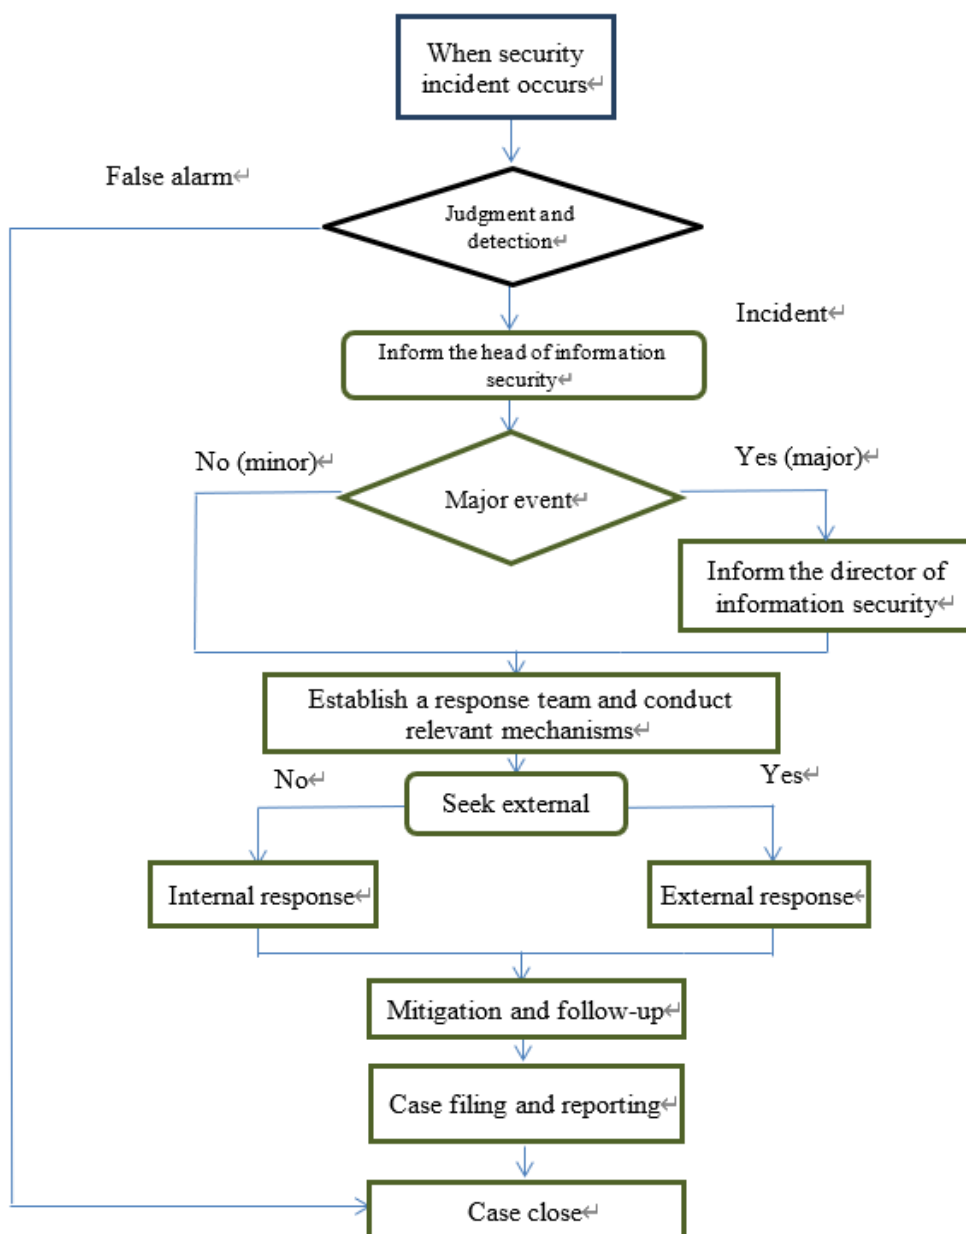 When security
incident occurs↵
False alarm↵
Judgment and
detection↵
Incident↵
Inform the head of information
security↵
No (minor)↵
Yes (major)↵
Major event↵
Inform the director of
information security↵
Establish a response team and conduct
relevant mechanisms↵
No↵
Yes↵
Seek external
Internal response↵
External response↵
Mitigation and follow-up↵
Case filing and reporting↵
Case close↵